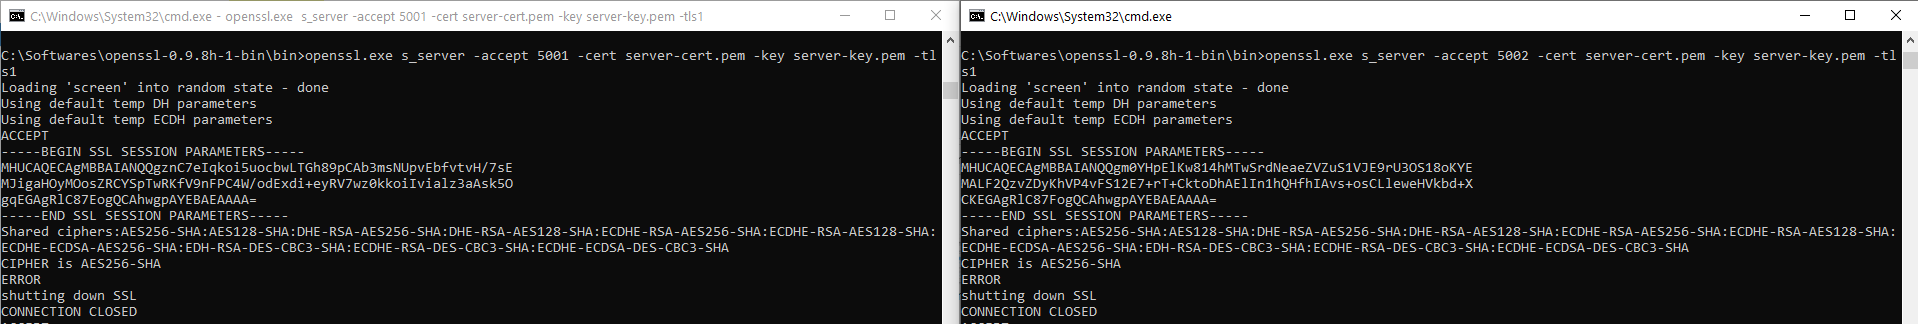 C:\Windows\System32\cmd.exe - openssl.exe  s_server -accept 5001 -cert server-cert.pem -key server-key.pem -tls1
C:\Softwares\openssl-0.9.8h-1-bin\bin>openssl.exe s_server -accept 5001 -cert server-cert.pem -key server-key.pem -tl
s1
Loading 'screen' into random state - done
Using default temp DH parameters
Using default temp ECDH parameters
ACCEPT
-----BEGIN SSL SESSION PARAMETERS-----
MHUCAQECAgMBBAIANQQgznC7eIqkoi5uocbwLTGh89pCAb3msNUpvEbfvtvH/7sE
MJigaHOyMOosZRCYSpTwRKfV9nFPC4W/odExdi+eyRV7wz0kkoiIvialz3aAsk5O
gqEGAgRlC87EogQCAhwgpAYEBAEAAAA=
-----END SSL SESSION PARAMETERS-----
Shared ciphers:AES256-SHA:AES128-SHA:DHE-RSA-AES256-SHA:DHE-RSA-AES128-SHA:ECDHE-RSA-AES256-SHA:ECDHE-RSA-AES128-SHA:
ECDHE-ECDSA-AES256-SHA:EDH-RSA-DES-CBC3-SHA:ECDHE-RSA-DES-CBC3-SHA:ECDHE-ECDSA-DES-CBC3-SHA
CIPHER is AES256-SHA
ERROR
shutting down SSL
CONNECTION CLOSED
ACCEPT
C:\Windows\System32\cmd.exe
C:\Softwares\openssl-0.9.8h-1-bin\bin>openssl.exe s_server -accept 5002 -cert server-cert.pem -key server-key.pem -tl
s1
Loading 'screen' into random state - done
Using default temp DH parameters
Using default temp ECDH parameters
ACCEPT
-----BEGIN SSL SESSION PARAMETERS-----
MHUCAQECAgMBBAIANQQgm0YHpElKw814hMTwSrdNeaeZVZuS1VJE9rU3OS18oKYE
MALF2QzvZDyKhVP4vFS12E7+rT+CktoDhAElIn1hQHfhIAvs+osCLleweHVkbd+X
CKEGAgRlC87FogQCAhwgpAYEBAEAAAA=
-----END SSL SESSION PARAMETERS-----
Shared ciphers:AES256-SHA:AES128-SHA:DHE-RSA-AES256-SHA:DHE-RSA-AES128-SHA:ECDHE-RSA-AES256-SHA:ECDHE-RSA-AES128-SHA:
ECDHE-ECDSA-AES256-SHA:EDH-RSA-DES-CBC3-SHA:ECDHE-RSA-DES-CBC3-SHA:ECDHE-ECDSA-DES-CBC3-SHA
CIPHER is AES256-SHA
ERROR
shutting down SSL
CONNECTION CLOSED